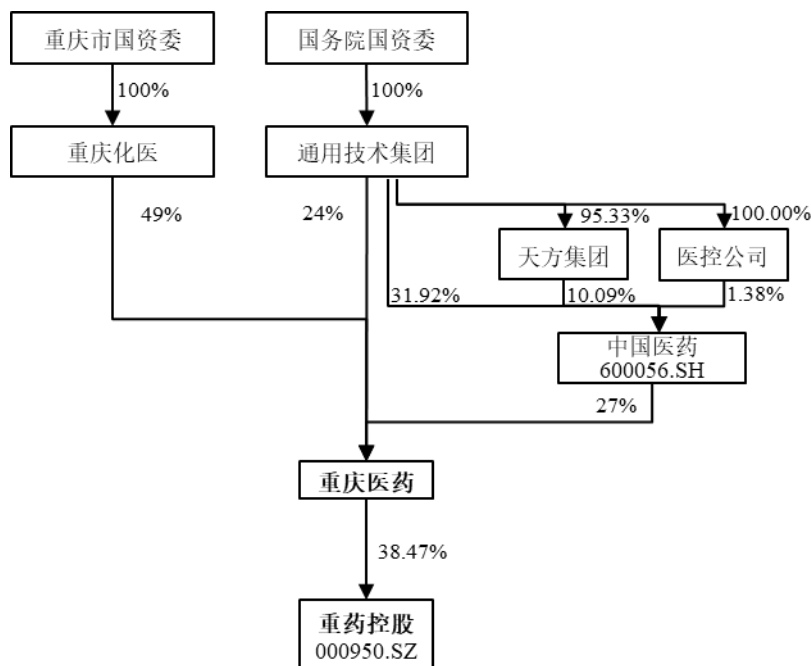 重庆市国资委
国务院国资委
100%
100%
重庆化医
通用技术集团
49%
24%
95.33%
100.00%
天方集团
医控公司
31.92%
10.09%
1.38%
中国医药
600056.SH
27%
重庆医药
38.47%
重药控股
000950.SZ